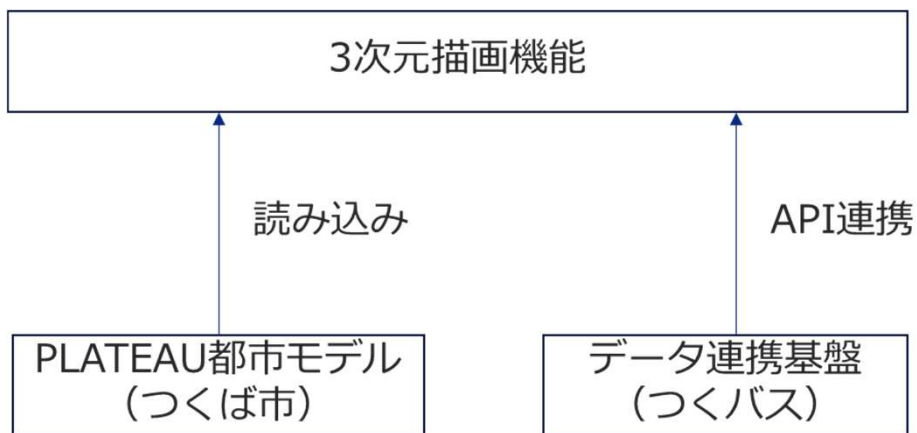 3次元描画機能
読み込み
API連携
PLATEAU都市モデル
（つくば市）
データ連携基盤
（つくバス）